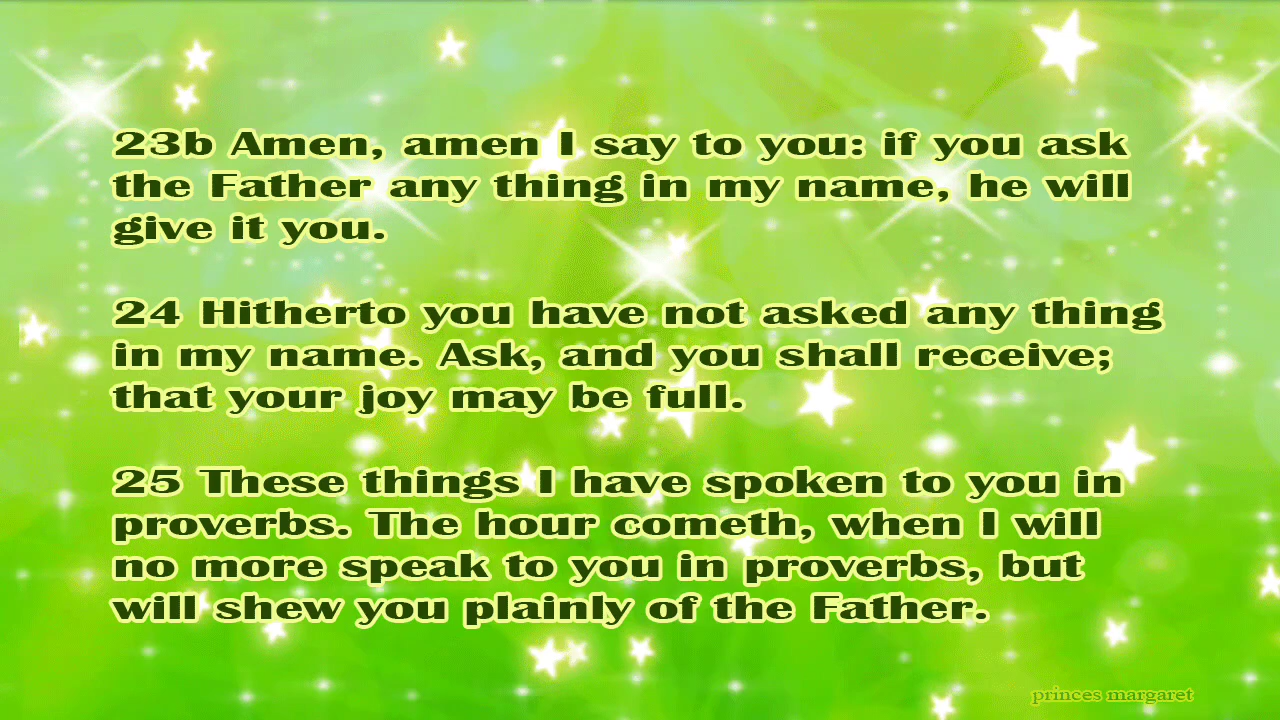 23b Amen, amen I say to you: if you ask
the Father any thing in my name, he will
give it you.
24 Hitherto you have not asked any thing
in my name. Ask, and you shall receive;
that your joy may be full.
25 These things I have spoken to you in
proverbs. The hour cometh, when I will
no more speak to you in proverbs, but
will shew you plainly of the Father.
princes margaret